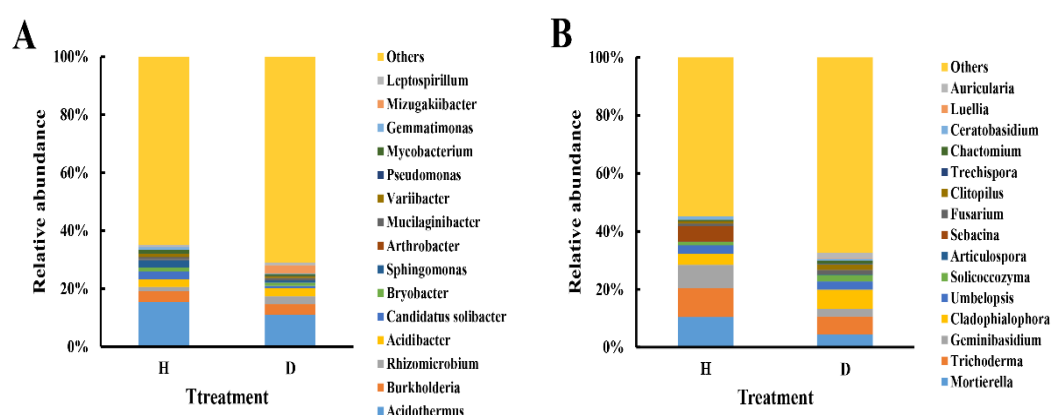 A
100%
80%
60%
40%
20%
0%
Relative abundance
H
D
Ttreatment
Others
Leptospirillum
Mizugakiibacter
Gemmatimonas
Mycobacterium
Pseudomonas
Variibacter
Mucilaginibacter
Arthrobacter
Sphingomonas
Bryobacter
Candidatus solibacter
Acidibacter
Rhizomicrobium
Burkholderia
Acidothermus
B
100%
80%
60%
40%
20%
0%
Relative abundance
H
D
Treatment
Others
Auricularia
Luellia
Ceratobasidium
Chactomium
Trechispora
Clitopilus
Fusarium
Sebacina
Articulospora
Solicoccozyma
Umbelopsis
Cladophialophora
Geminibasidium
Trichoderma
Mortierella